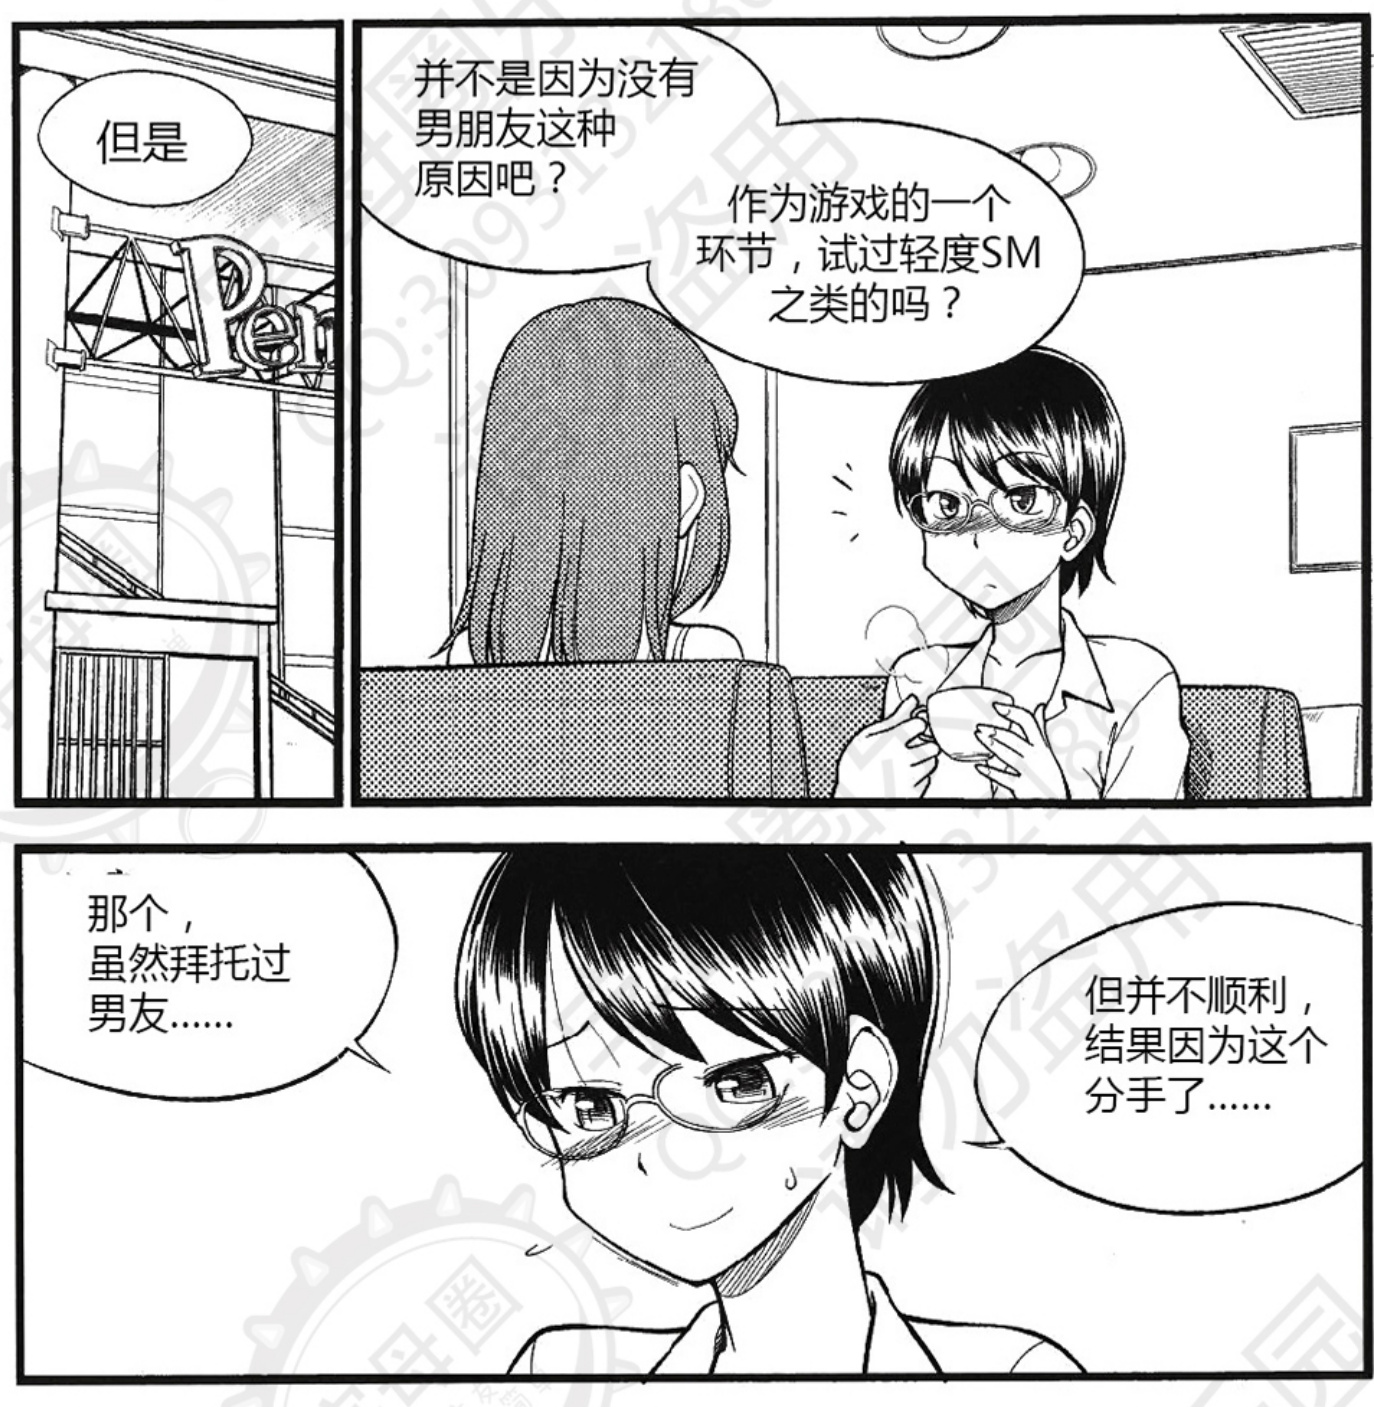 但是
Pen
并不是因为没有
男朋友这种
原因吧？
作为游戏的一个
环节，试过轻度SM
之类的吗？
那个，
虽然拜托过
男友……
但并不顺利，
结果因为这个
分手了……